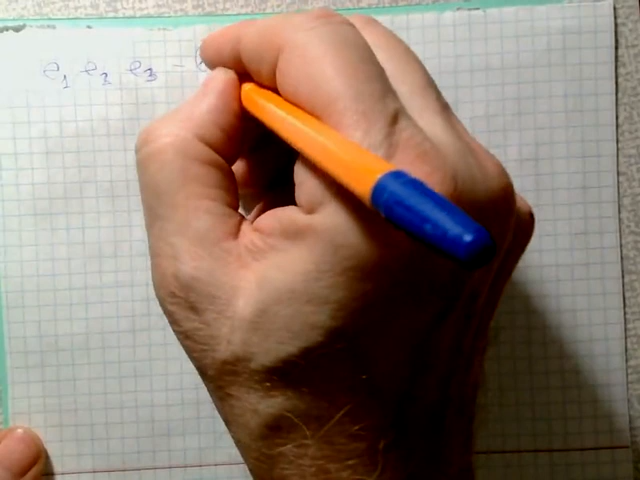 e₁ e₂ e₃ –